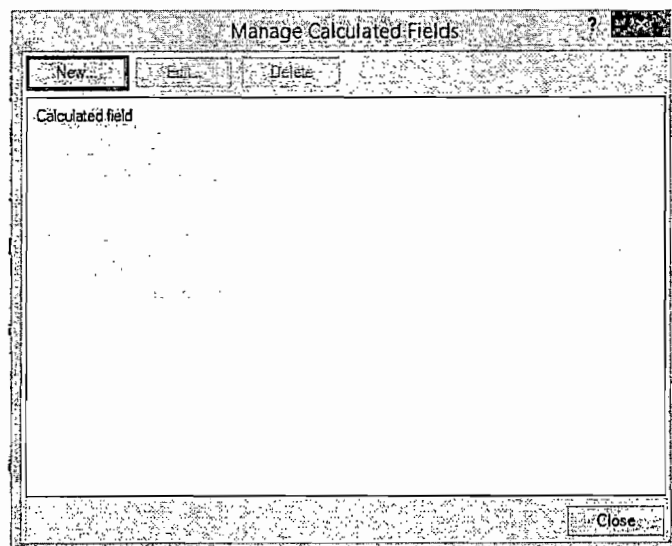 Manage Calculated Fields ?
New... Edit... Delete
Calculated field
Close